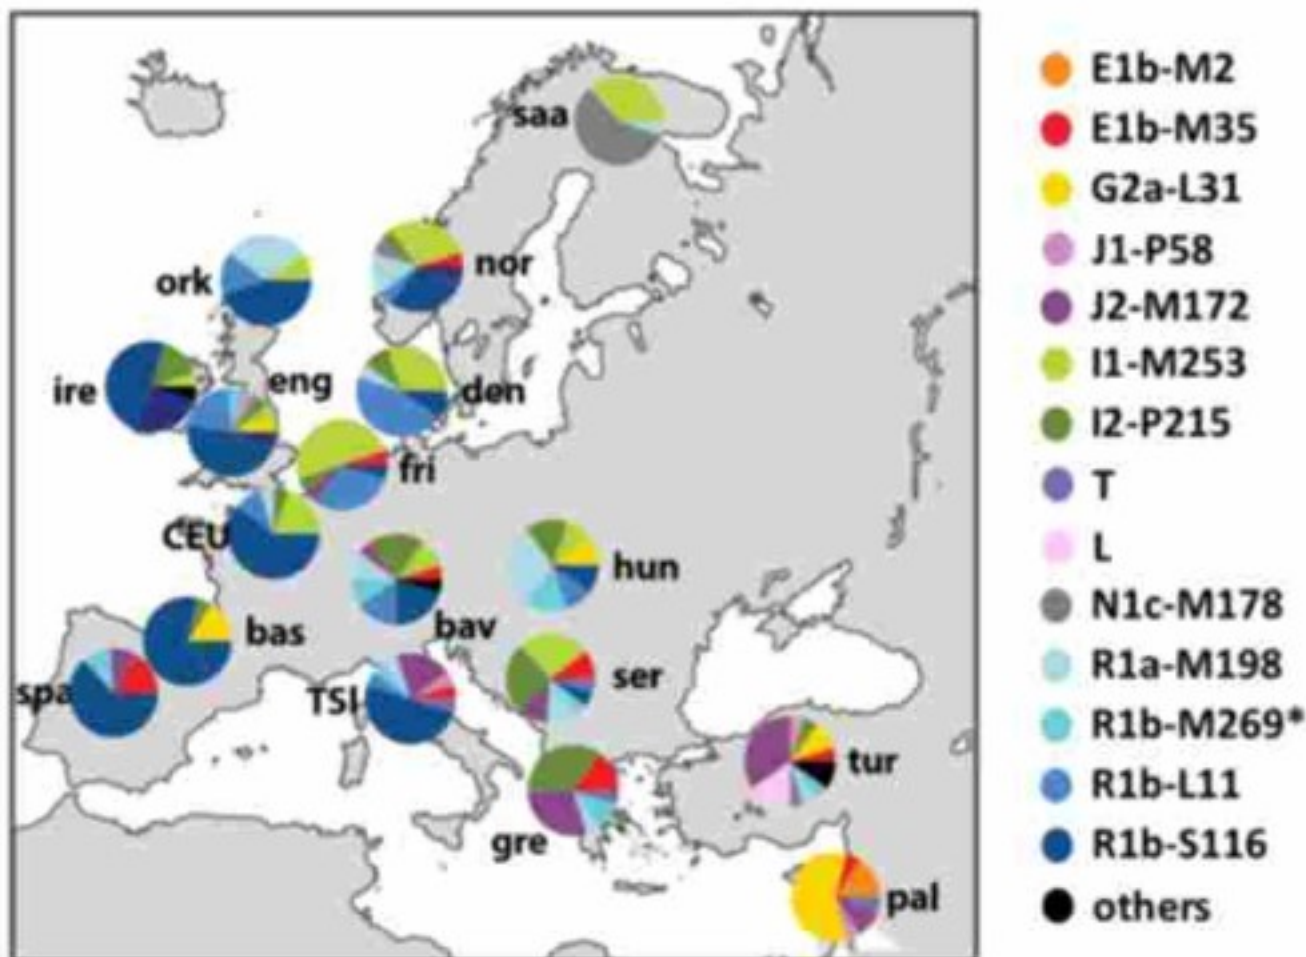 saa
ork
nor
ire
eng
den
fri
CEU
hun
bas
bav
spa
TSI
ser
tur
gre
pal
E1b-M2
E1b-M35
G2a-L31
J1-P58
J2-M172
I1-M253
I2-P215
T
L
N1c-M178
R1a-M198
R1b-M269*
R1b-L11
R1b-S116
others